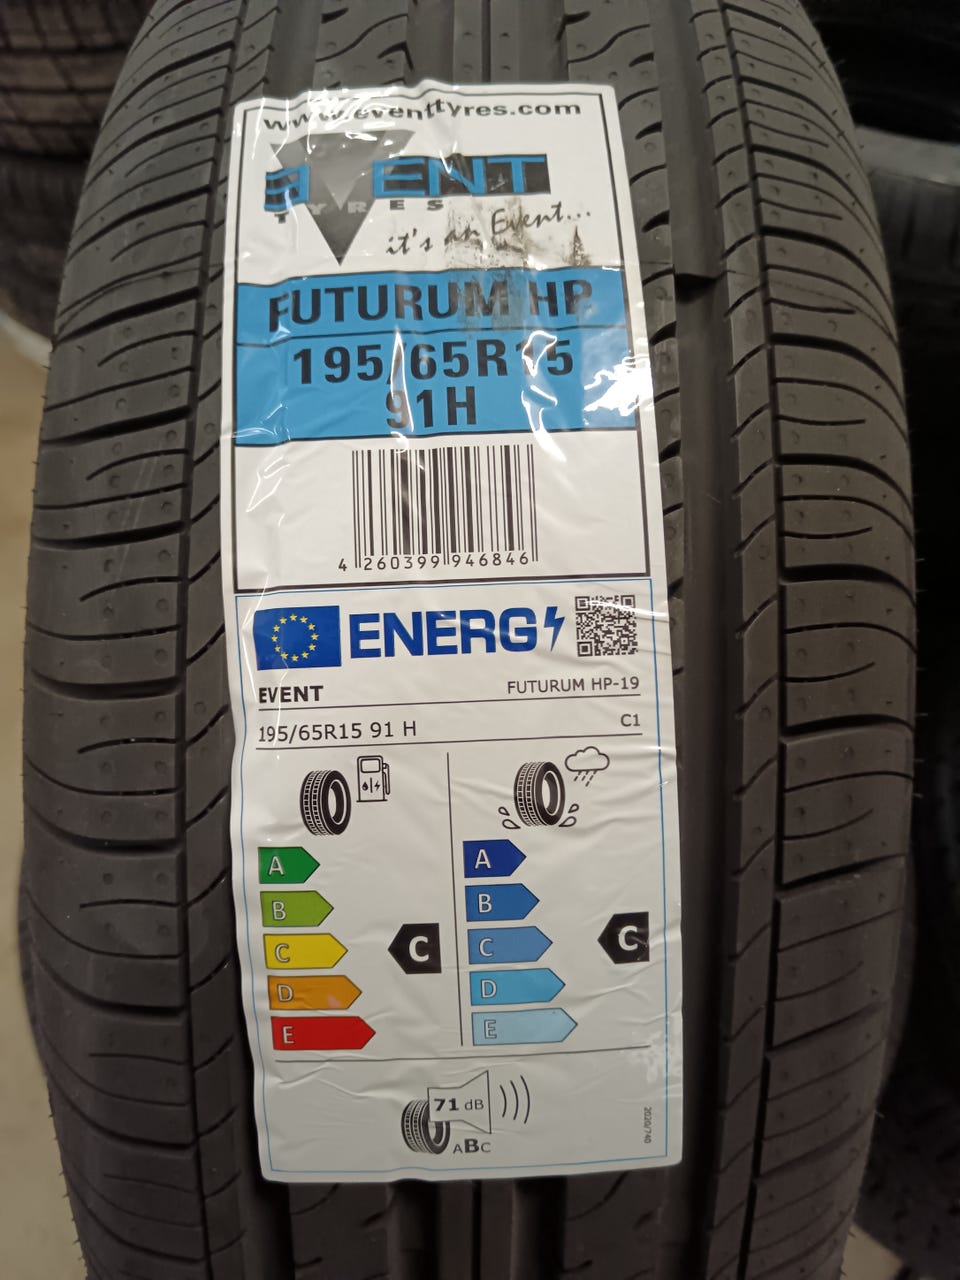 www.eventtyres.com
eVENT
TYRES
it's an Event...
FUTURUM HP
195/65R15
91H
4 260399 946846
ENERG
EVENT FUTURUM HP-19
195/65R15 91 H C1
A A
B B
C C C C
D D
E E
71 dB
ABC
2020/740